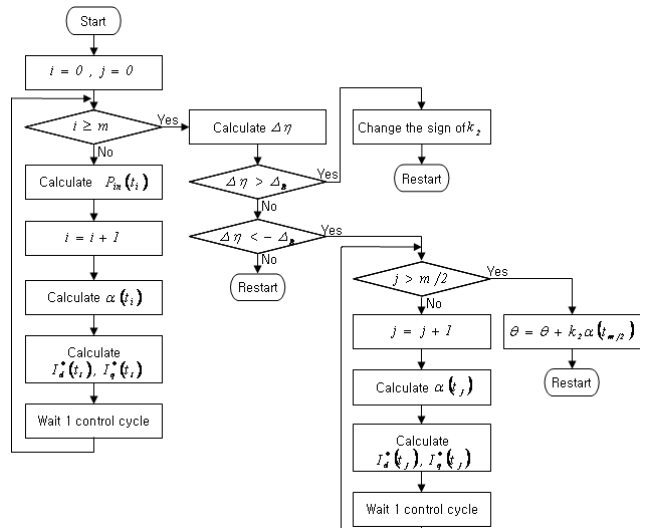 Start
i = 0 , j = 0
i ≥ m
Yes
No
Calculate P_in(t_i)
i = i + 1
Calculate α(t_i)
Calculate
I_d^*(t_i), I_q^*(t_i)
Wait 1 control cycle
Calculate Δη
Δη > Δ_B
Yes
No
Δη < - Δ_B
Yes
No
Restart
Change the sign of k_2
Restart
j > m/2
Yes
No
j = j + 1
Calculate α(t_j)
Calculate
I_d^*(t_j), I_q^*(t_j)
Wait 1 control cycle
θ = θ + k_2 α(t_m/2)
Restart